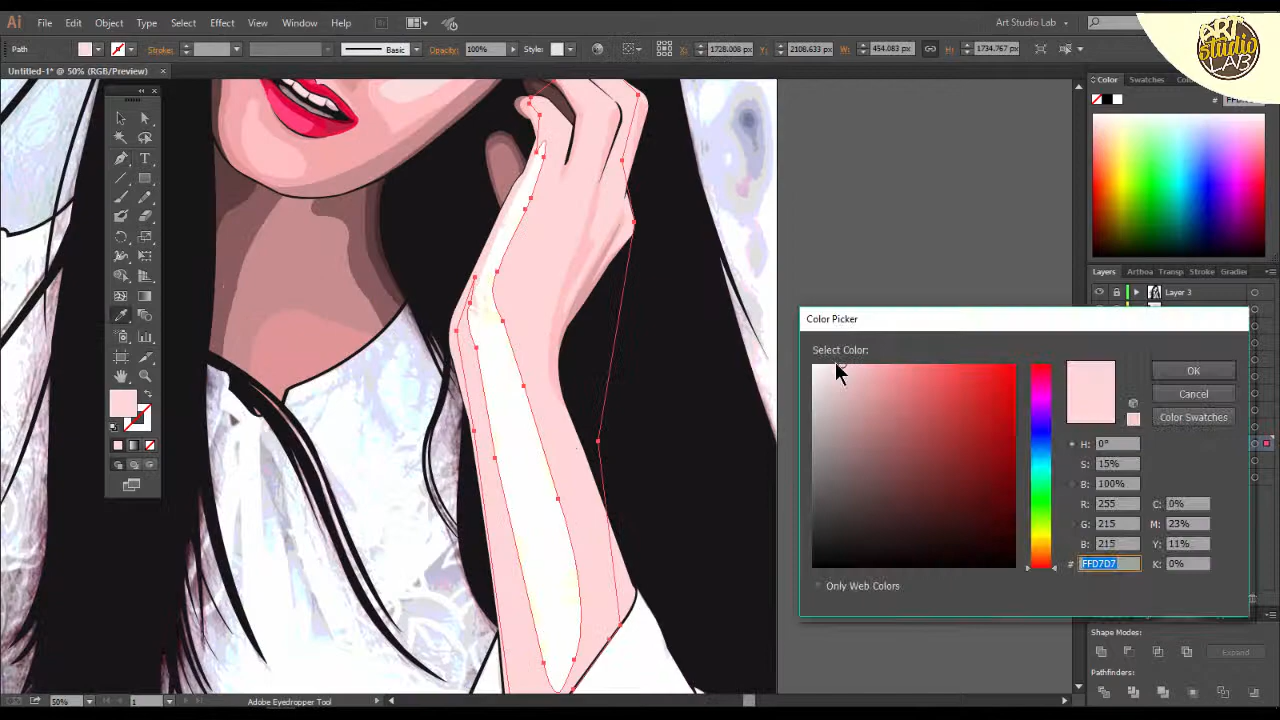 Ai File Edit Object Type Select Effect View Window Help Art Studio Lab
Path Stroke: Basic Opacity: 100% Style: X: 1728.008 px Y: 2108.633 px W: 454.083 px H: 1734.767 px
Untitled-1* @ 50% (RGB/Preview) ×
ART Studio LAB
Color Swatches
Layers Artboa Transp Stroke Gradier
Layer 3
Color Picker
Select Color:
OK
Cancel
Color Swatches
H: 0°
S: 15%
B: 100%
R: 255 C: 0%
G: 215 M: 23%
B: 215 Y: 11%
# FFD7D7 K: 0%
Only Web Colors
Shape Modes:
Expand
Pathfinders:
50% 1 Adobe Eyedropper Tool